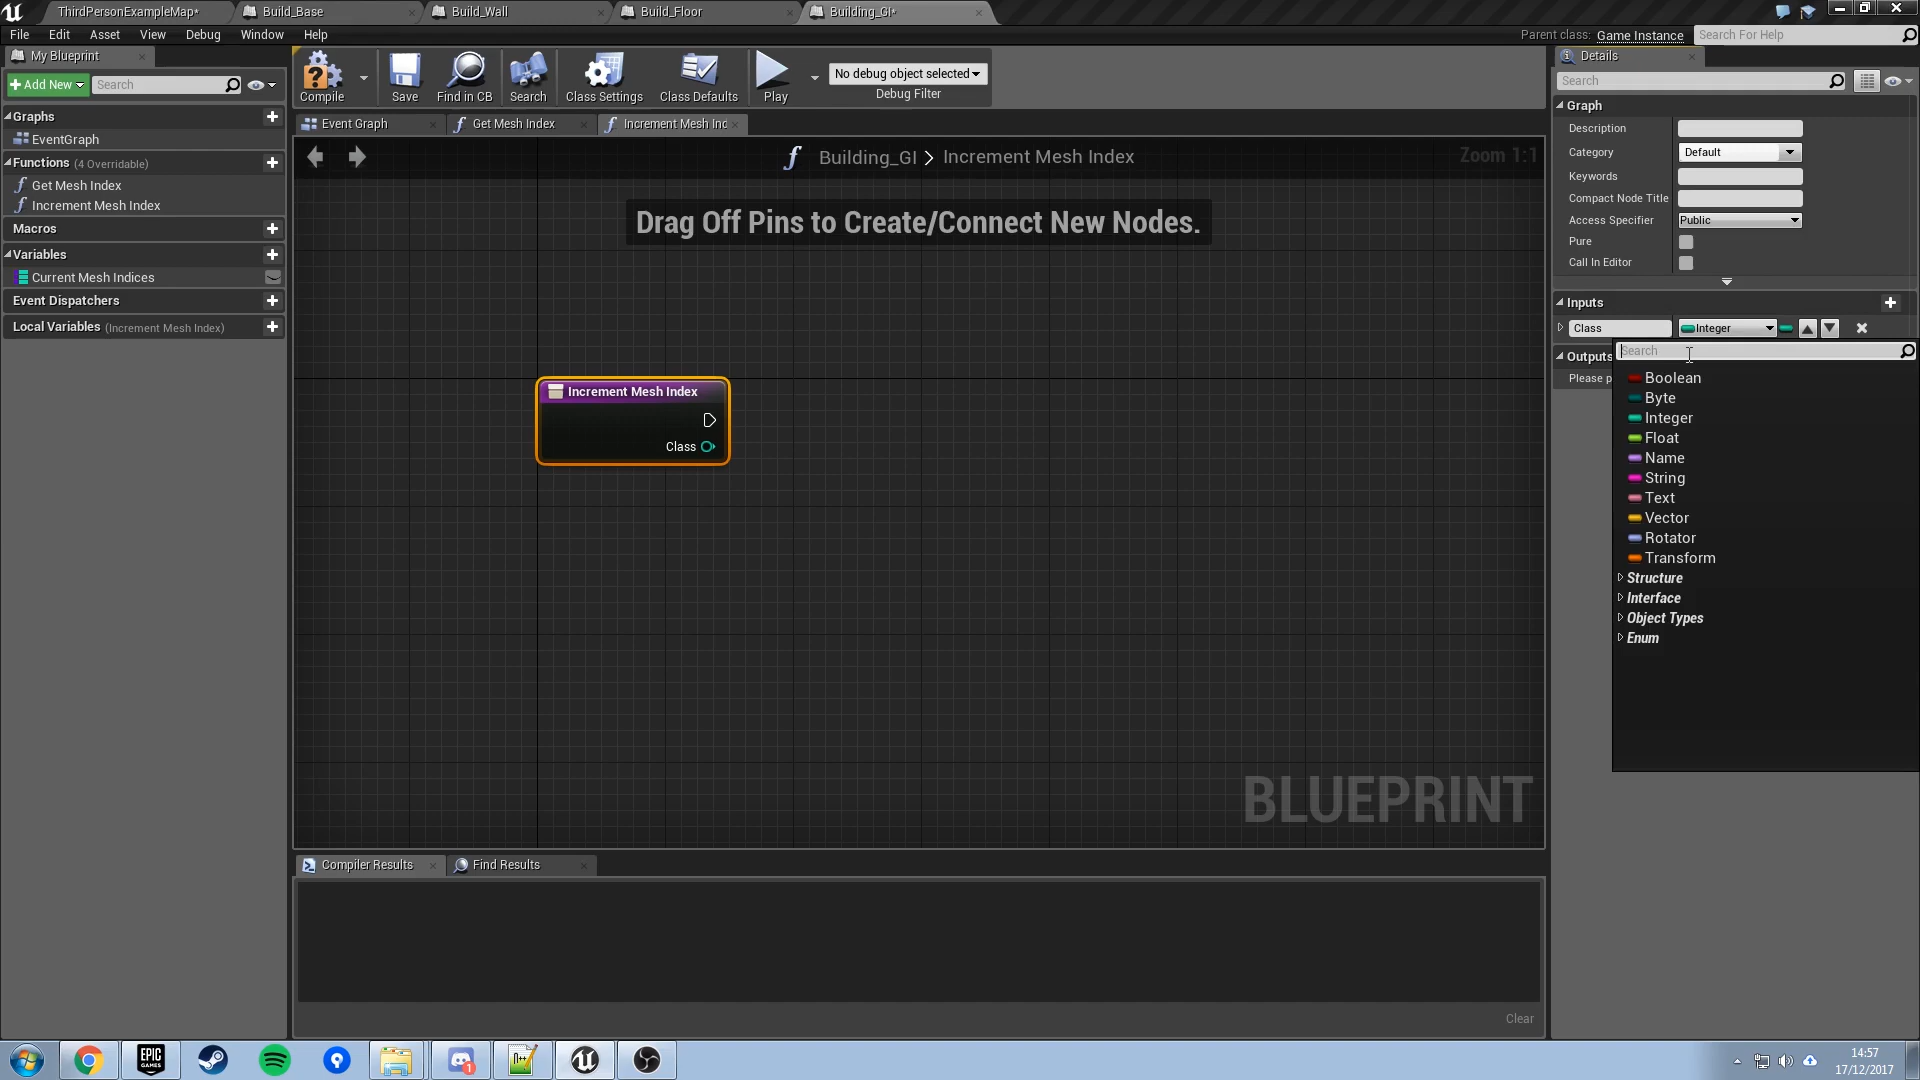 ThirdPersonExampleMap*
Build_Base
Build_Wall
Build_Floor
Building_GI*
File
Edit
Asset
View
Debug
Window
Help
Parent class:
Game Instance
Search For Help
My Blueprint
Add New
Search
Compile
Save
Find in CB
Search
Class Settings
Class Defaults
Play
No debug object selected
Debug Filter
Details
Search
Graphs
EventGraph
Functions (4 Overridable)
Get Mesh Index
Increment Mesh Index
Macros
Variables
Current Mesh Indices
Event Dispatchers
Local Variables (Increment Mesh Index)
Event Graph
Get Mesh Index
Increment Mesh Inc
Building_GI > Increment Mesh Index
Zoom 1:1
Drag Off Pins to Create/Connect New Nodes.
Increment Mesh Index
Class
BLUEPRINT
Compiler Results
Find Results
Clear
Graph
Description
Category
Default
Keywords
Compact Node Title
Access Specifier
Public
Pure
Call In Editor
Inputs
Class
Integer
Outputs
Please p
Search
Boolean
Byte
Integer
Float
Name
String
Text
Vector
Rotator
Transform
Structure
Interface
Object Types
Enum
EPIC
GAMES
1
14:57
17/12/2017